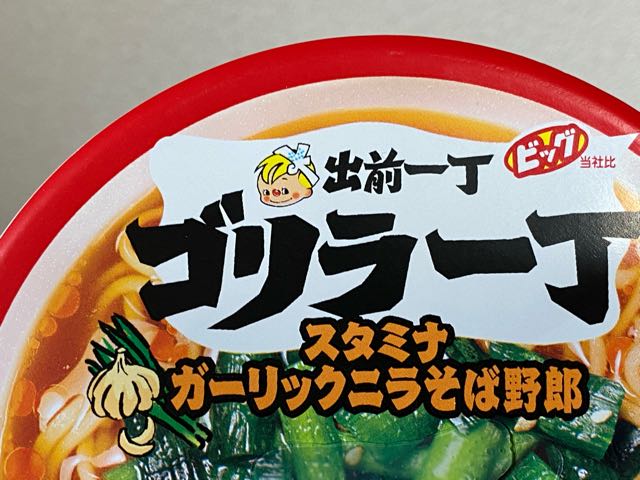 出前一丁
ビッグ
当社比
ゴリラ一丁
スタミナ
ガーリックニラそば野郎